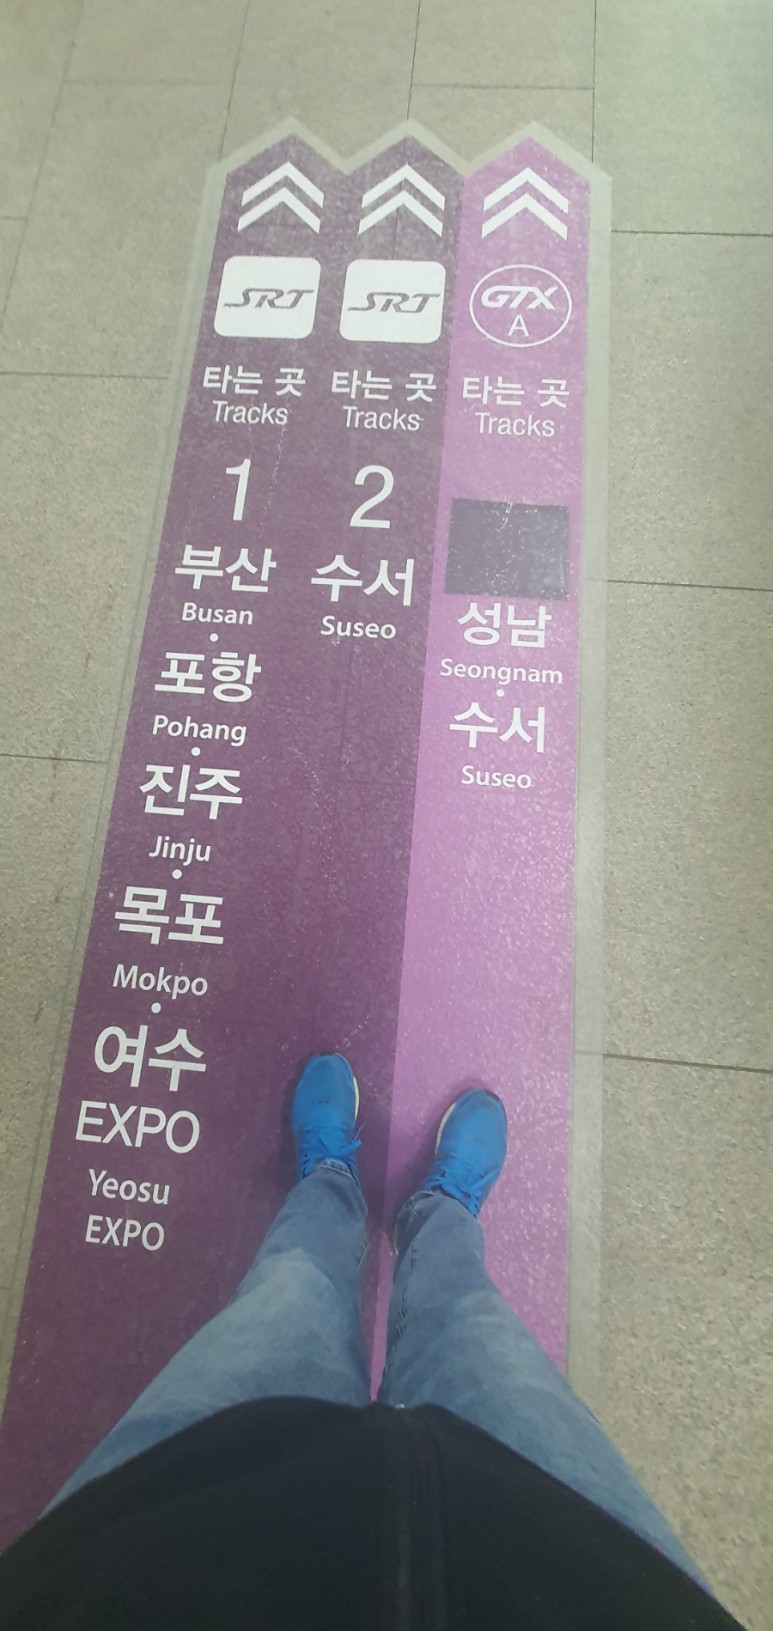 SRT
타는 곳
Tracks
1
부산
Busan
포항
Pohang
진주
Jinju
목포
Mokpo
여수
EXPO
Yeosu
EXPO
SRT
타는 곳
Tracks
2
수서
Suseo
GTX
A
타는 곳
Tracks
성남
Seongnam
수서
Suseo